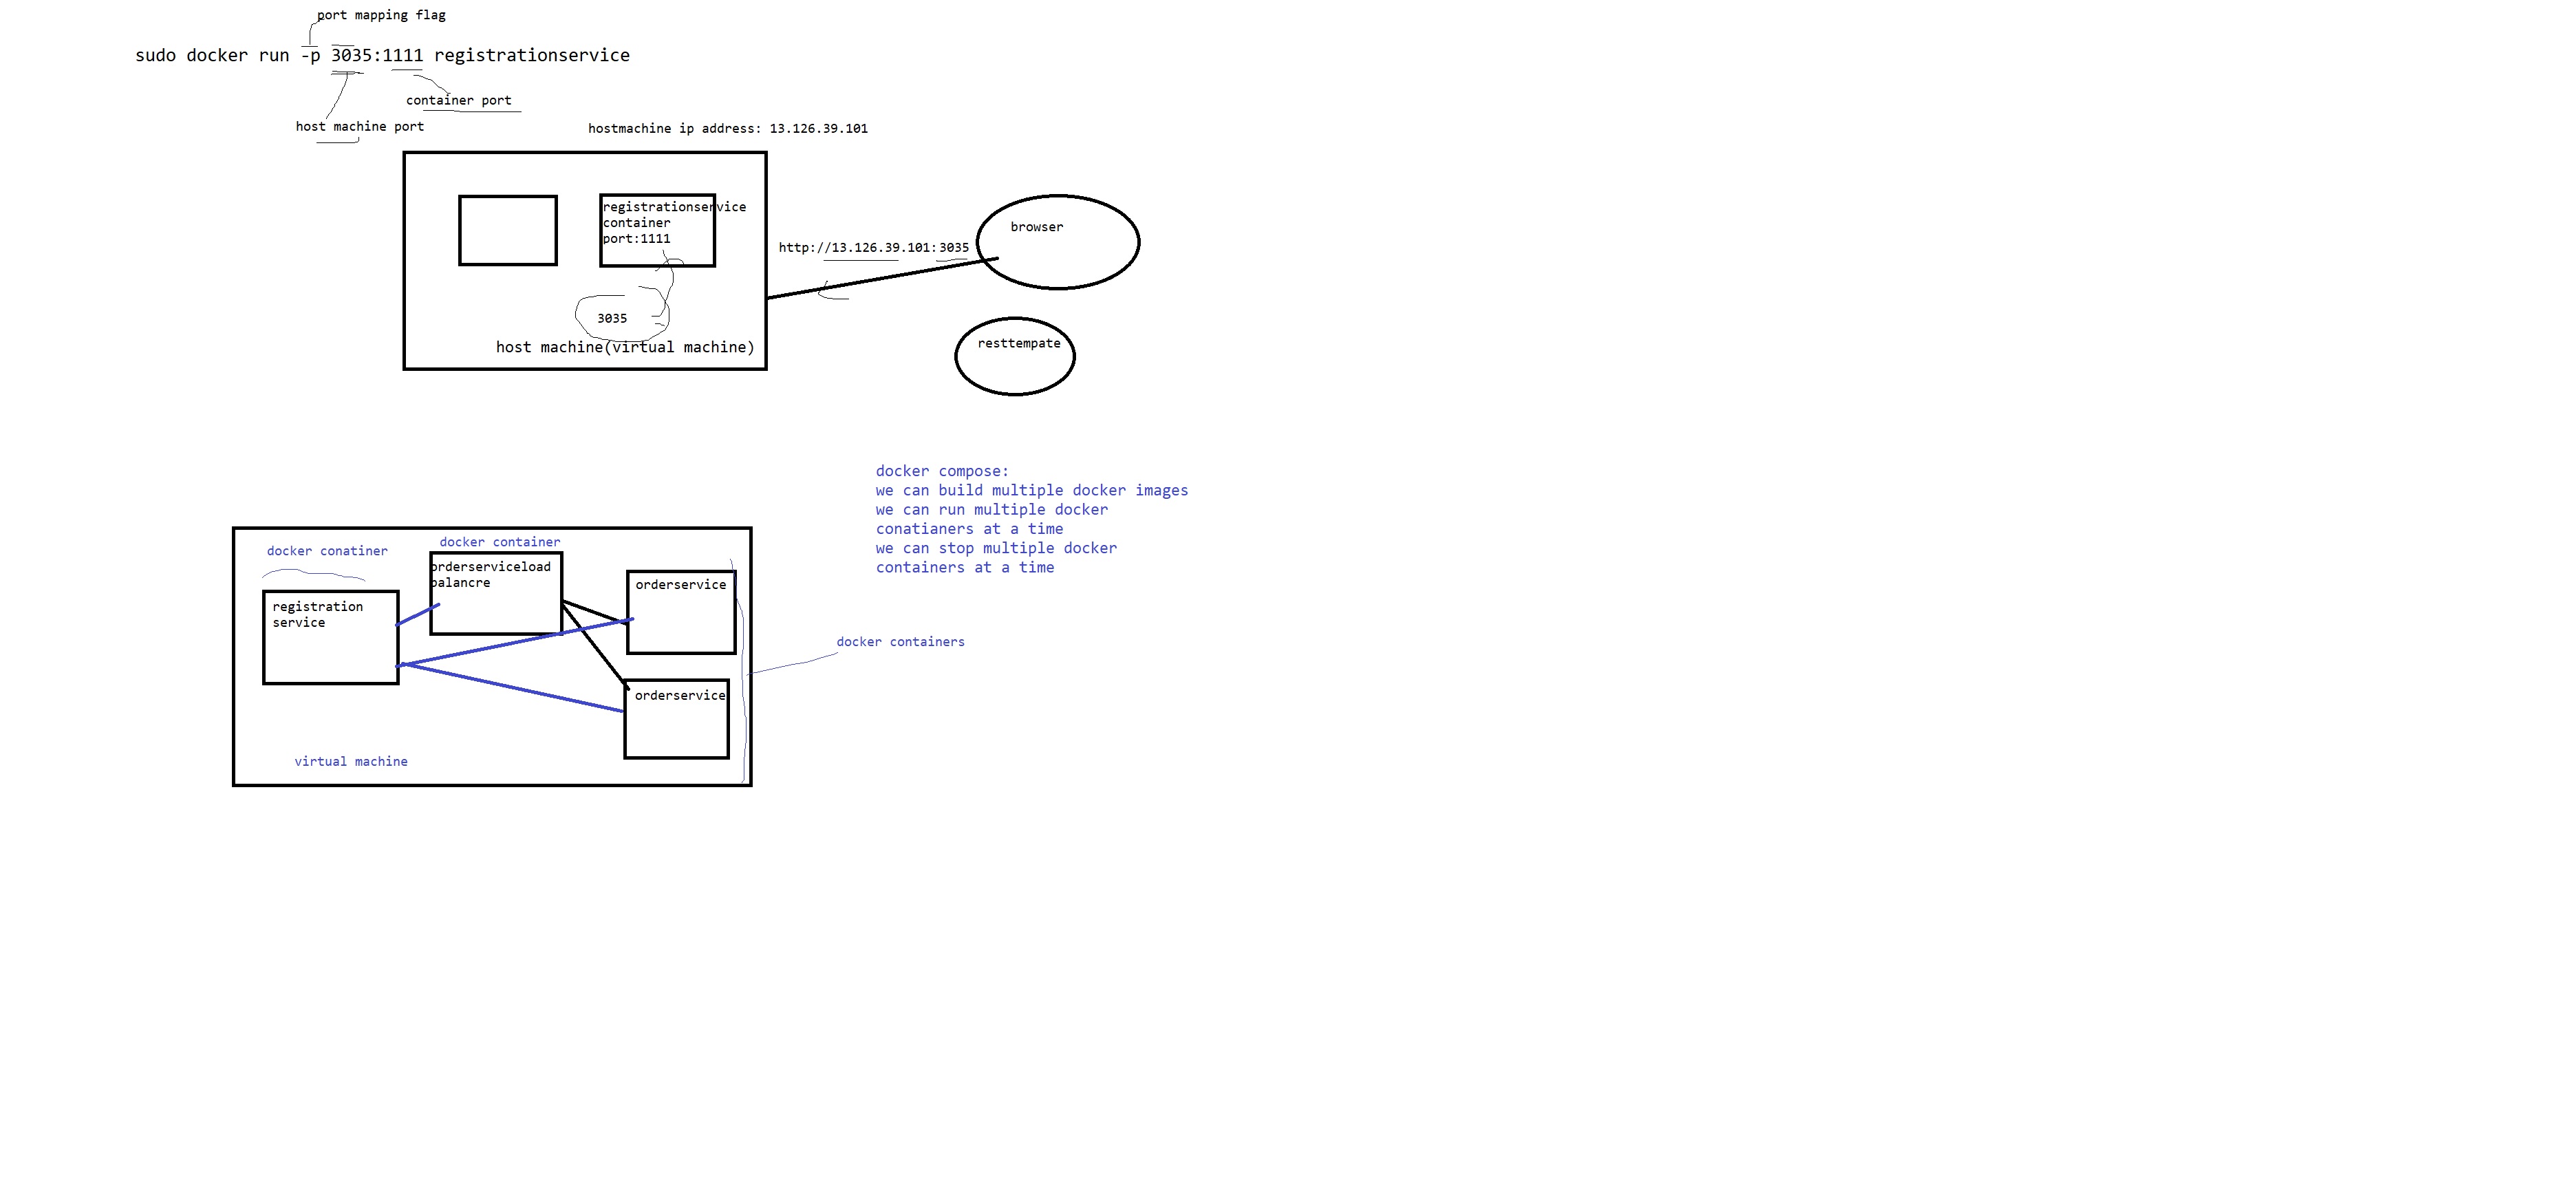 port mapping flag
sudo docker run -p 3035:1111 registrationservice
container port
host machine port
hostmachine ip address: 13.126.39.101
registrationservice
container
port:1111
3035
host machine(virtual machine)
http://13.126.39.101:3035
browser
resttempate
docker compose:
we can build multiple docker images
we can run multiple docker
conatianers at a time
we can stop multiple docker
containers at a time
docker conatiner
docker container
registration
service
orderserviceload
balancre
orderservice
orderservice
docker containers
virtual machine